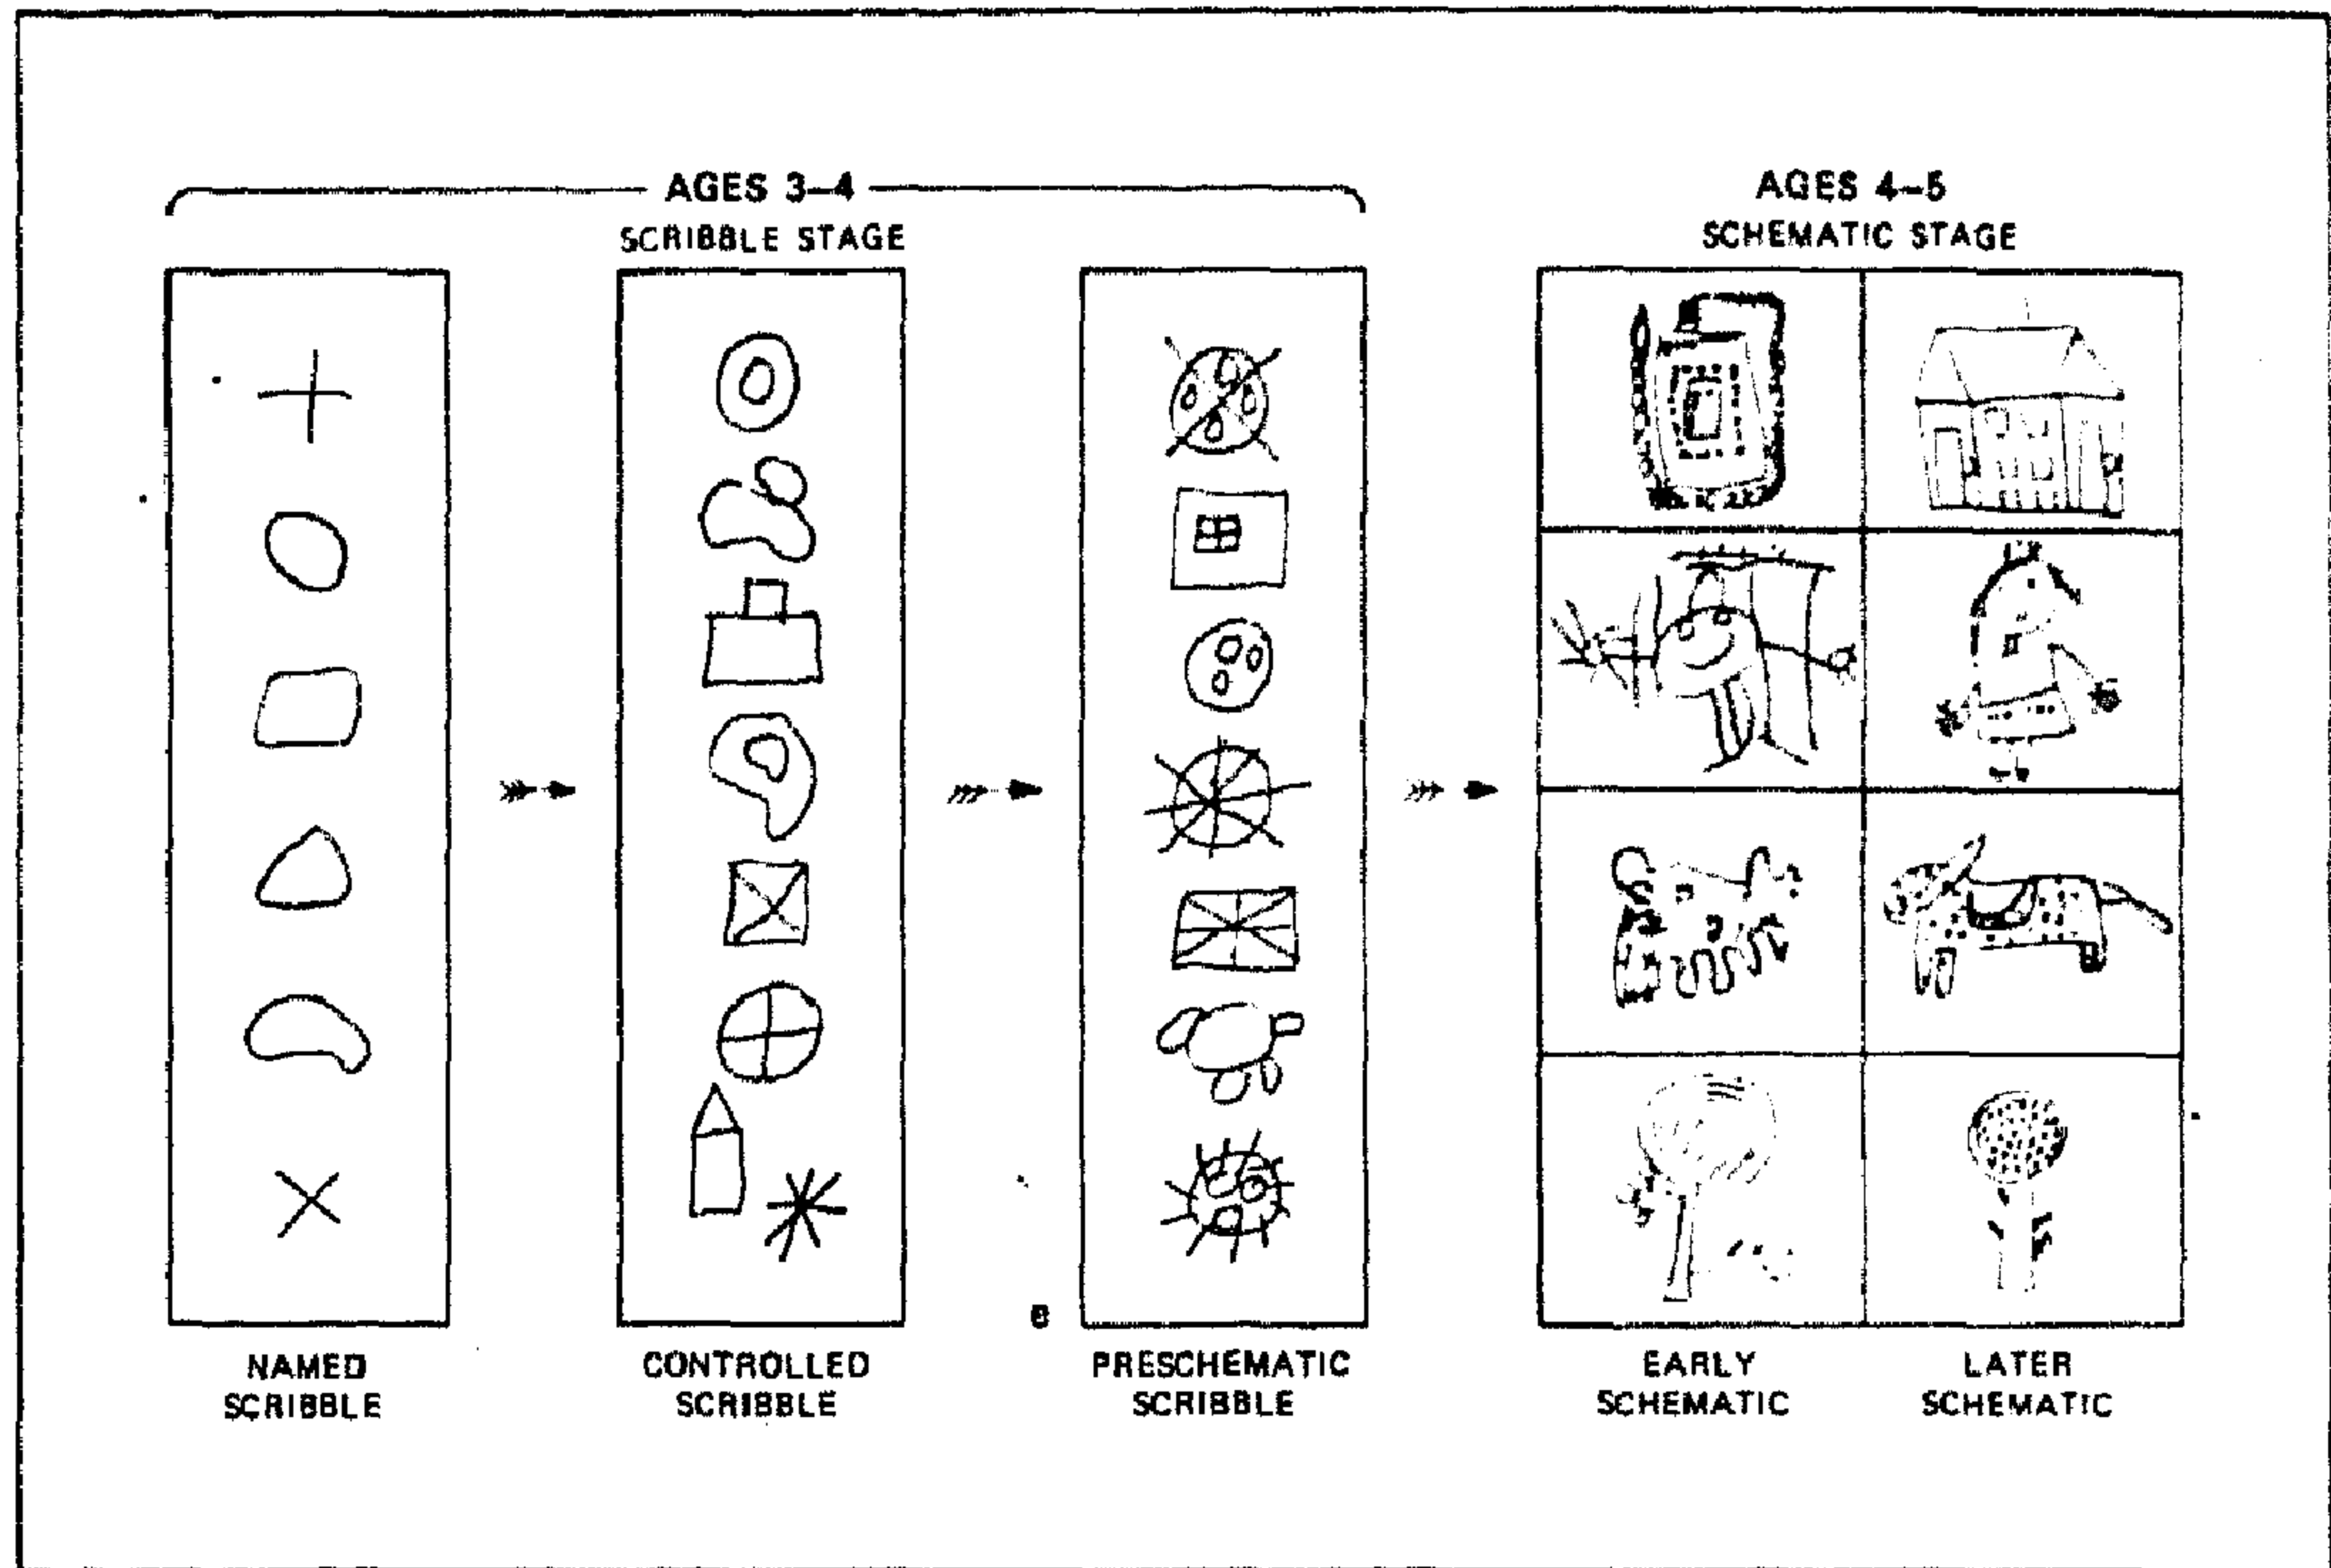 AGES 3–4
SCRIBBLE STAGE
AGES 4–5
SCHEMATIC STAGE
NAMED
SCRIBBLE
CONTROLLED
SCRIBBLE
PRESCHEMATIC
SCRIBBLE
EARLY
SCHEMATIC
LATER
SCHEMATIC